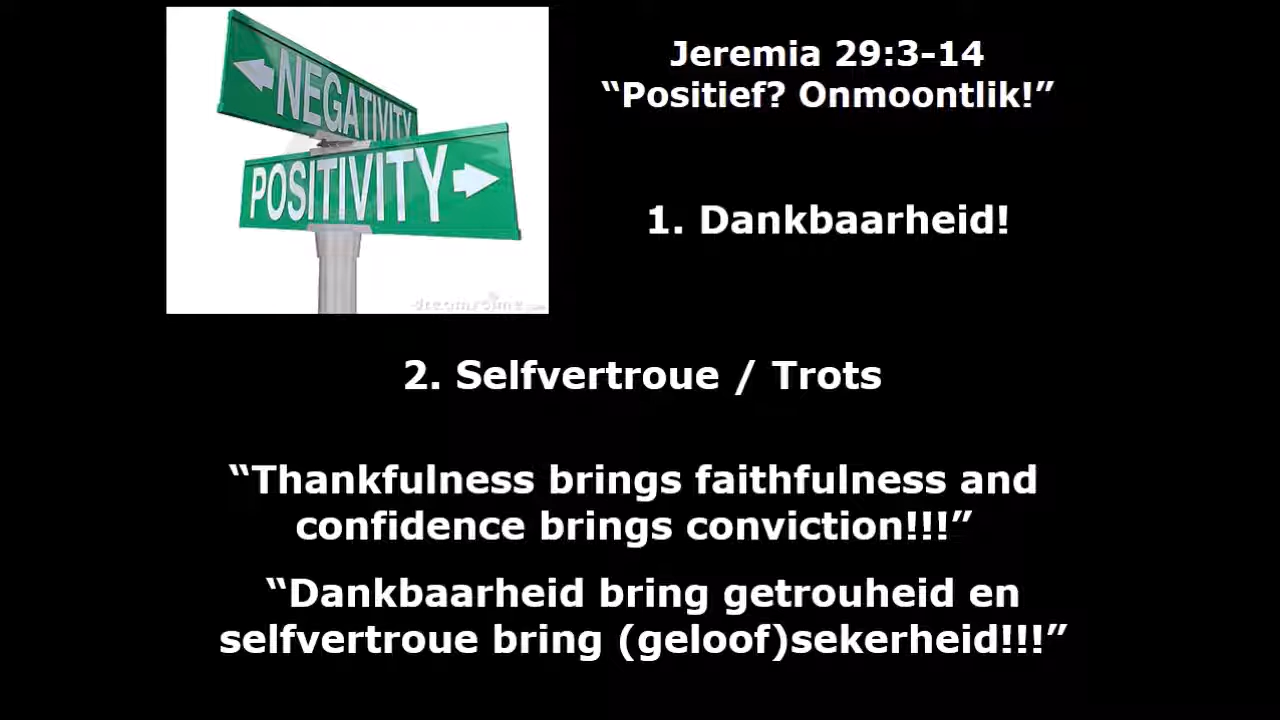 NEGATIVITY
POSITIVITY
dreamstime
Jeremia 29:3-14
“Positief? Onmoontlik!”
1. Dankbaarheid!
2. Selfvertroue / Trots
“Thankfulness brings faithfulness and
confidence brings conviction!!!”
“Dankbaarheid bring getrouheid en
selfvertroue bring (geloof)sekerheid!!!”